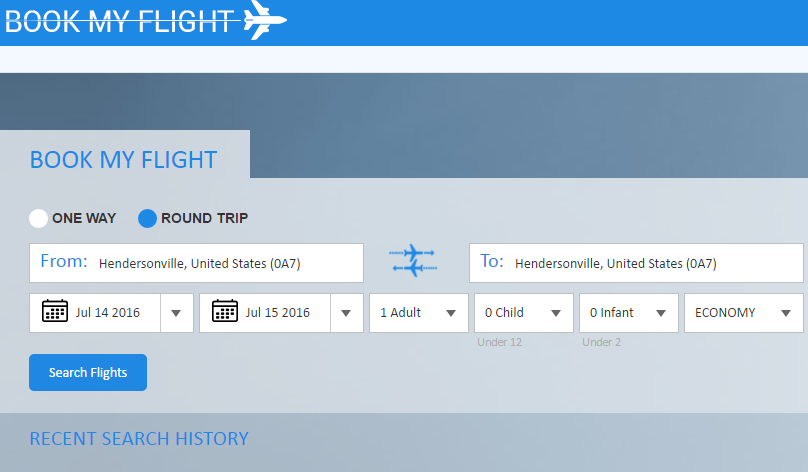 BOOK MY FLIGHT
BOOK MY FLIGHT
ONE WAY ROUND TRIP
From: Hendersonville, United States (0A7) To: Hendersonville, United States (0A7)
Jul 14 2016 Jul 15 2016 1 Adult 0 Child 0 Infant ECONOMY
Under 12 Under 2
Search Flights
RECENT SEARCH HISTORY